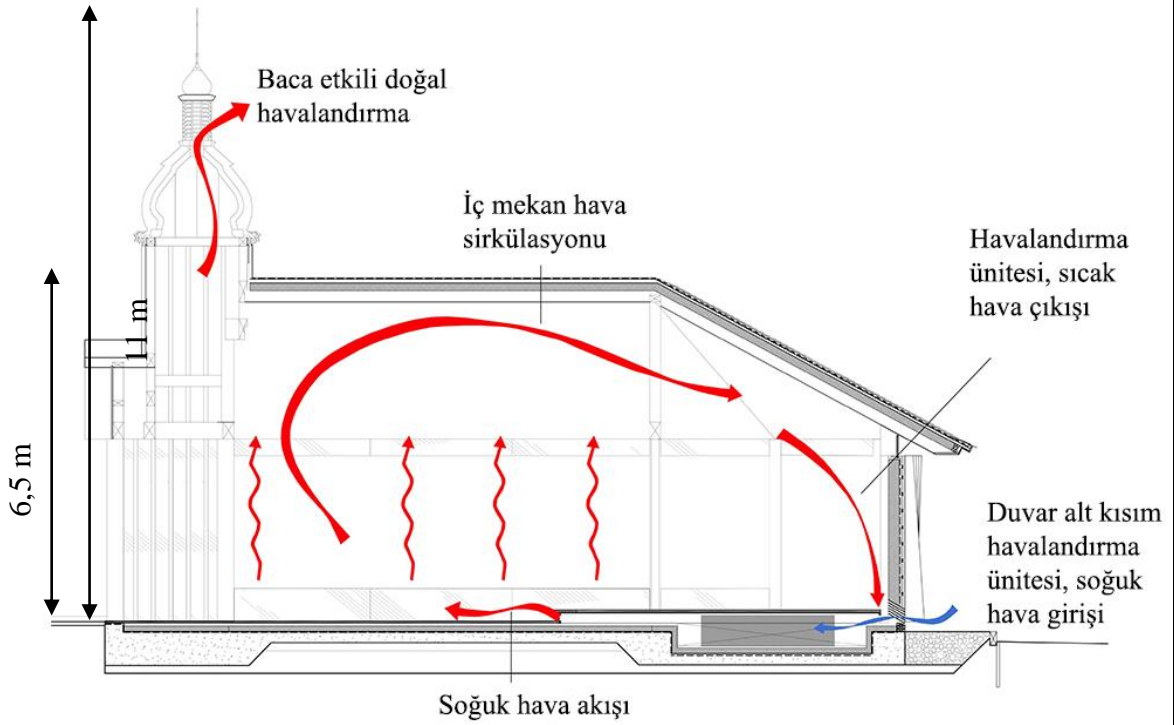 Baca etkili doğal
havalandırma
İç mekan hava
sirkülasyonu
Havalandırma
ünitesi, sıcak
hava çıkışı
11 m
6,5 m
Duvar alt kısım
havalandırma
ünitesi, soğuk
hava girişi
Soğuk hava akışı